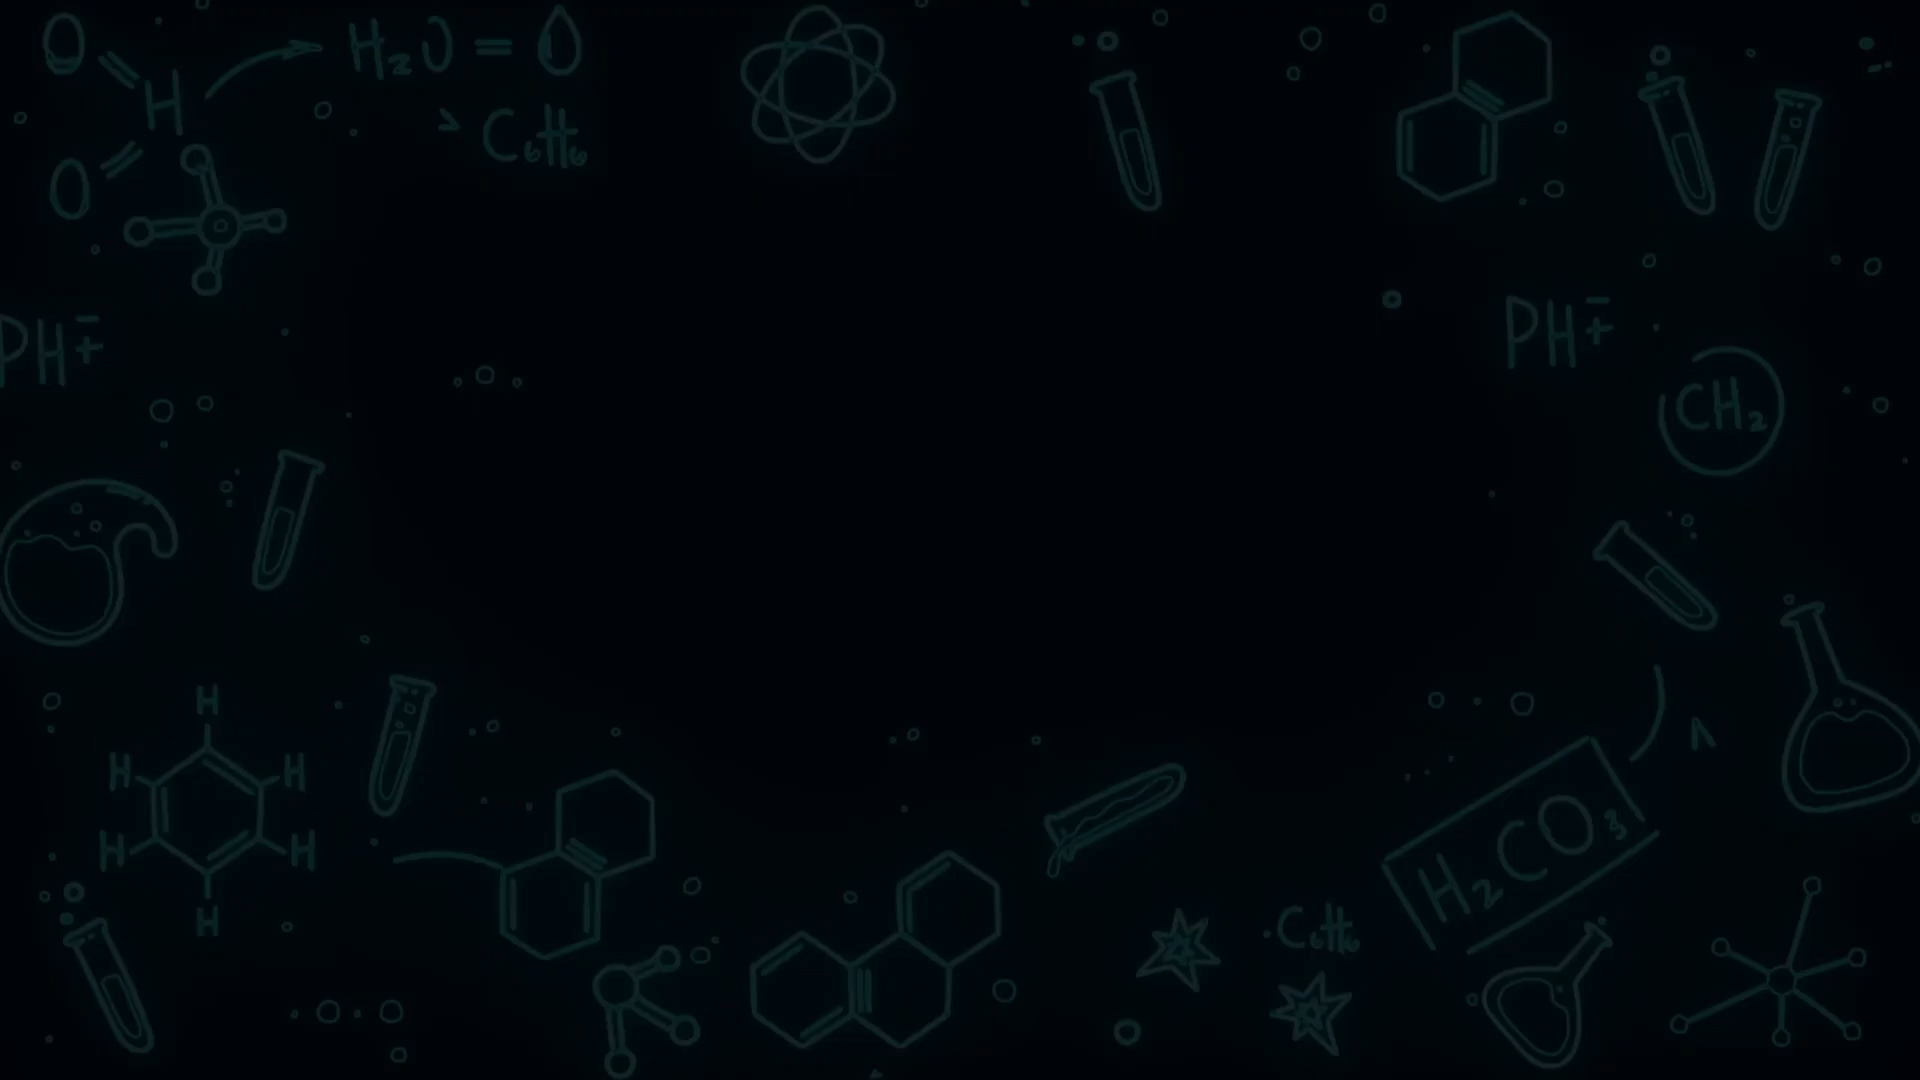 O
H
O
H₂O = 
> C₆H₆
PH∓
PH∓
CH₂
H
H H
H H
H
H₂CO₃
C₆H₆